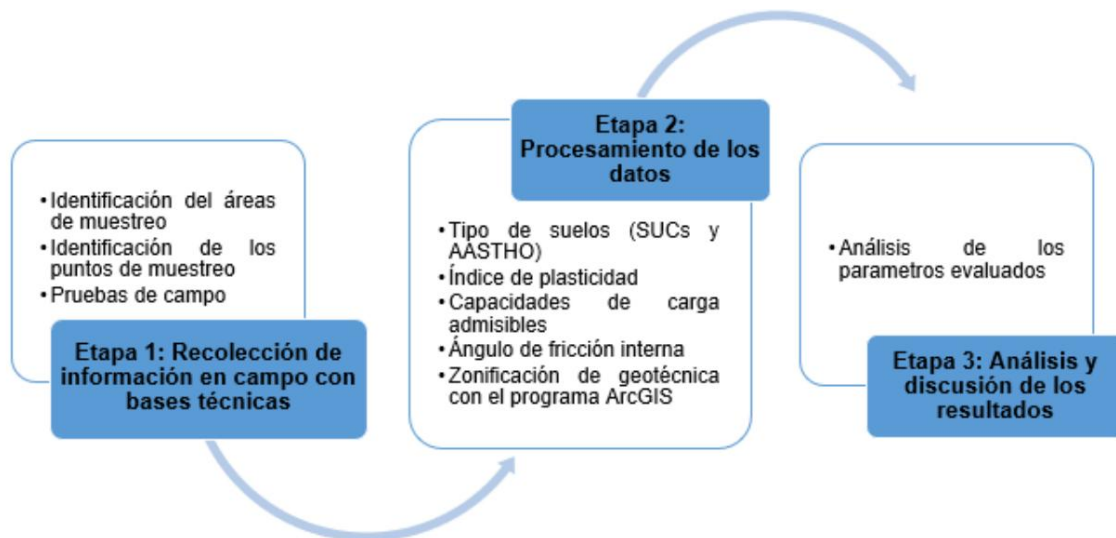 •Identificación del áreas
de muestreo
•Identificación de los
puntos de muestreo
•Pruebas de campo
Etapa 1: Recolección de
información en campo con
bases técnicas
Etapa 2:
Procesamiento de los
datos
•Tipo de suelos (SUCs y
AASTHO)
•Índice de plasticidad
•Capacidades de carga
admisibles
•Ángulo de fricción interna
•Zonificación de geotécnica
con el programa ArcGIS
•Análisis de los
parametros evaluados
Etapa 3: Análisis y
discusión de los
resultados